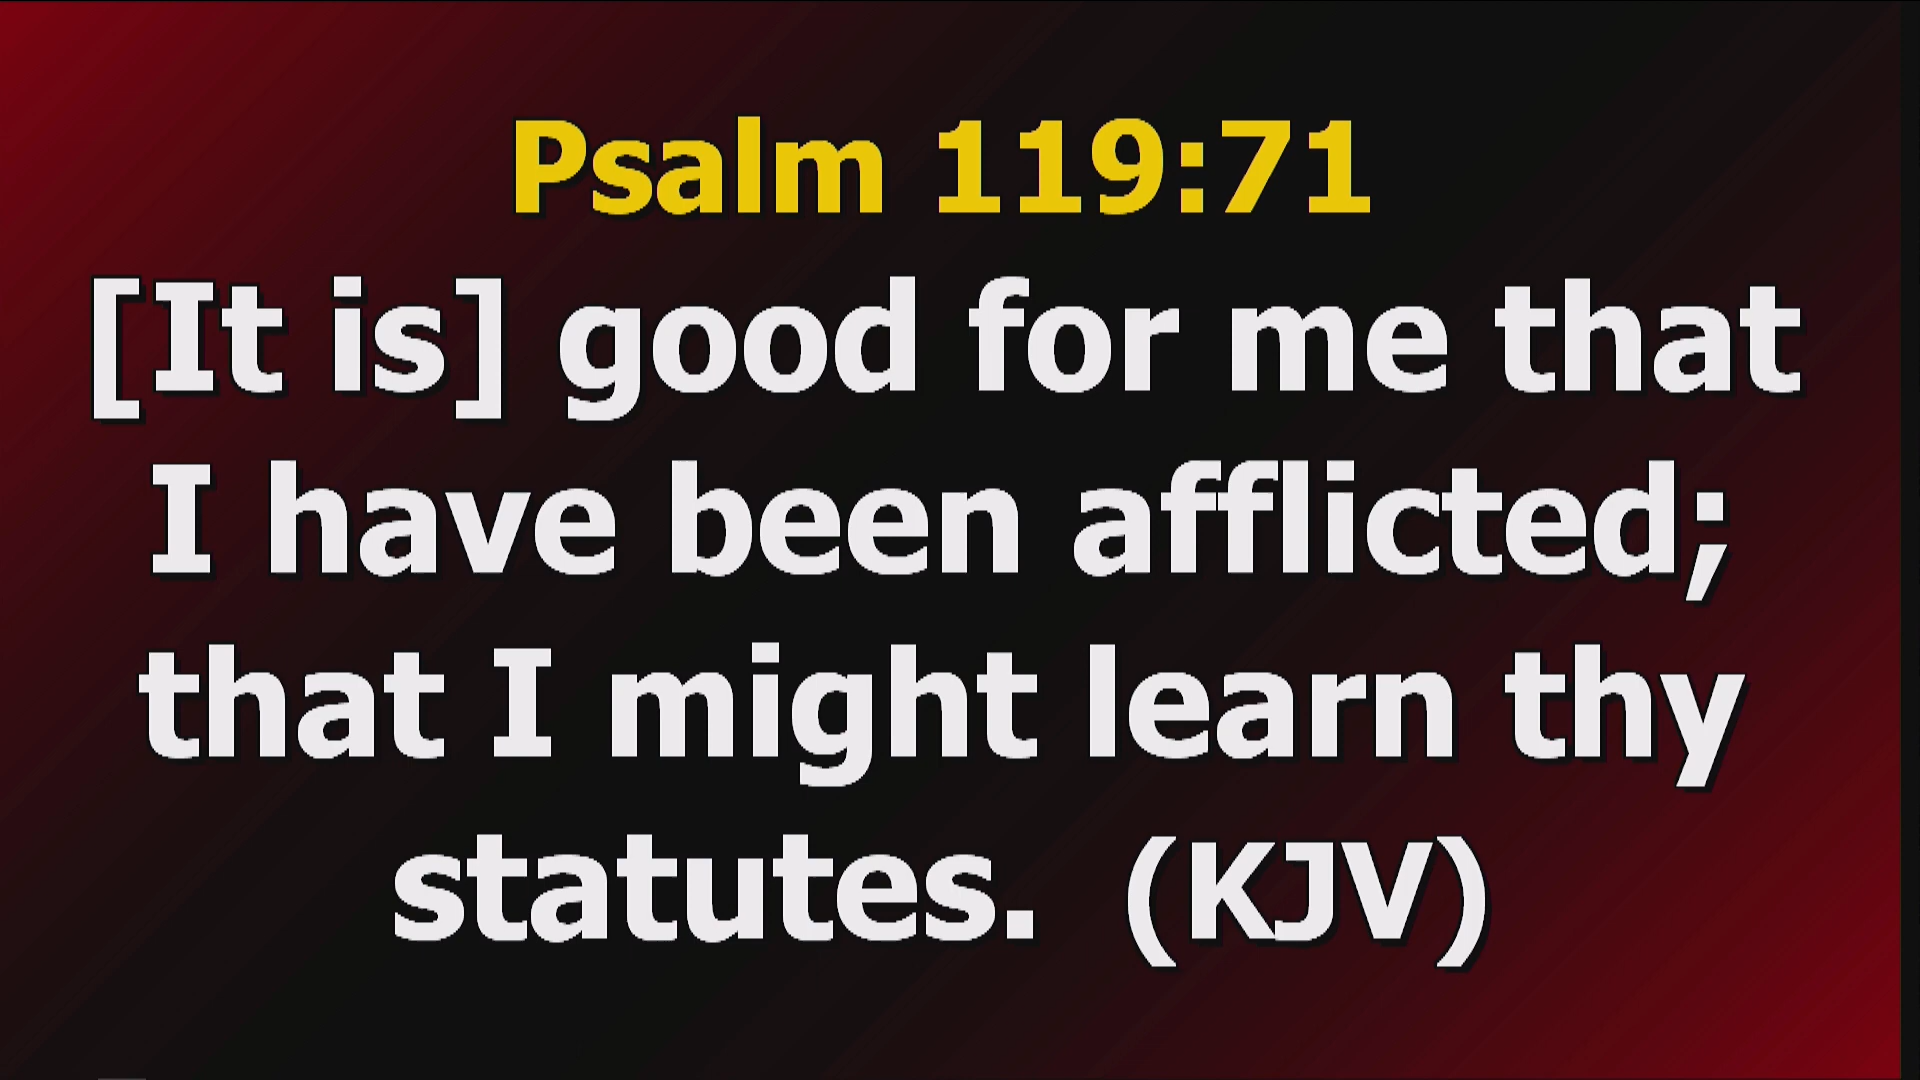 Psalm 119:71
[It is] good for me that
I have been afflicted;
that I might learn thy
statutes.  (KJV)